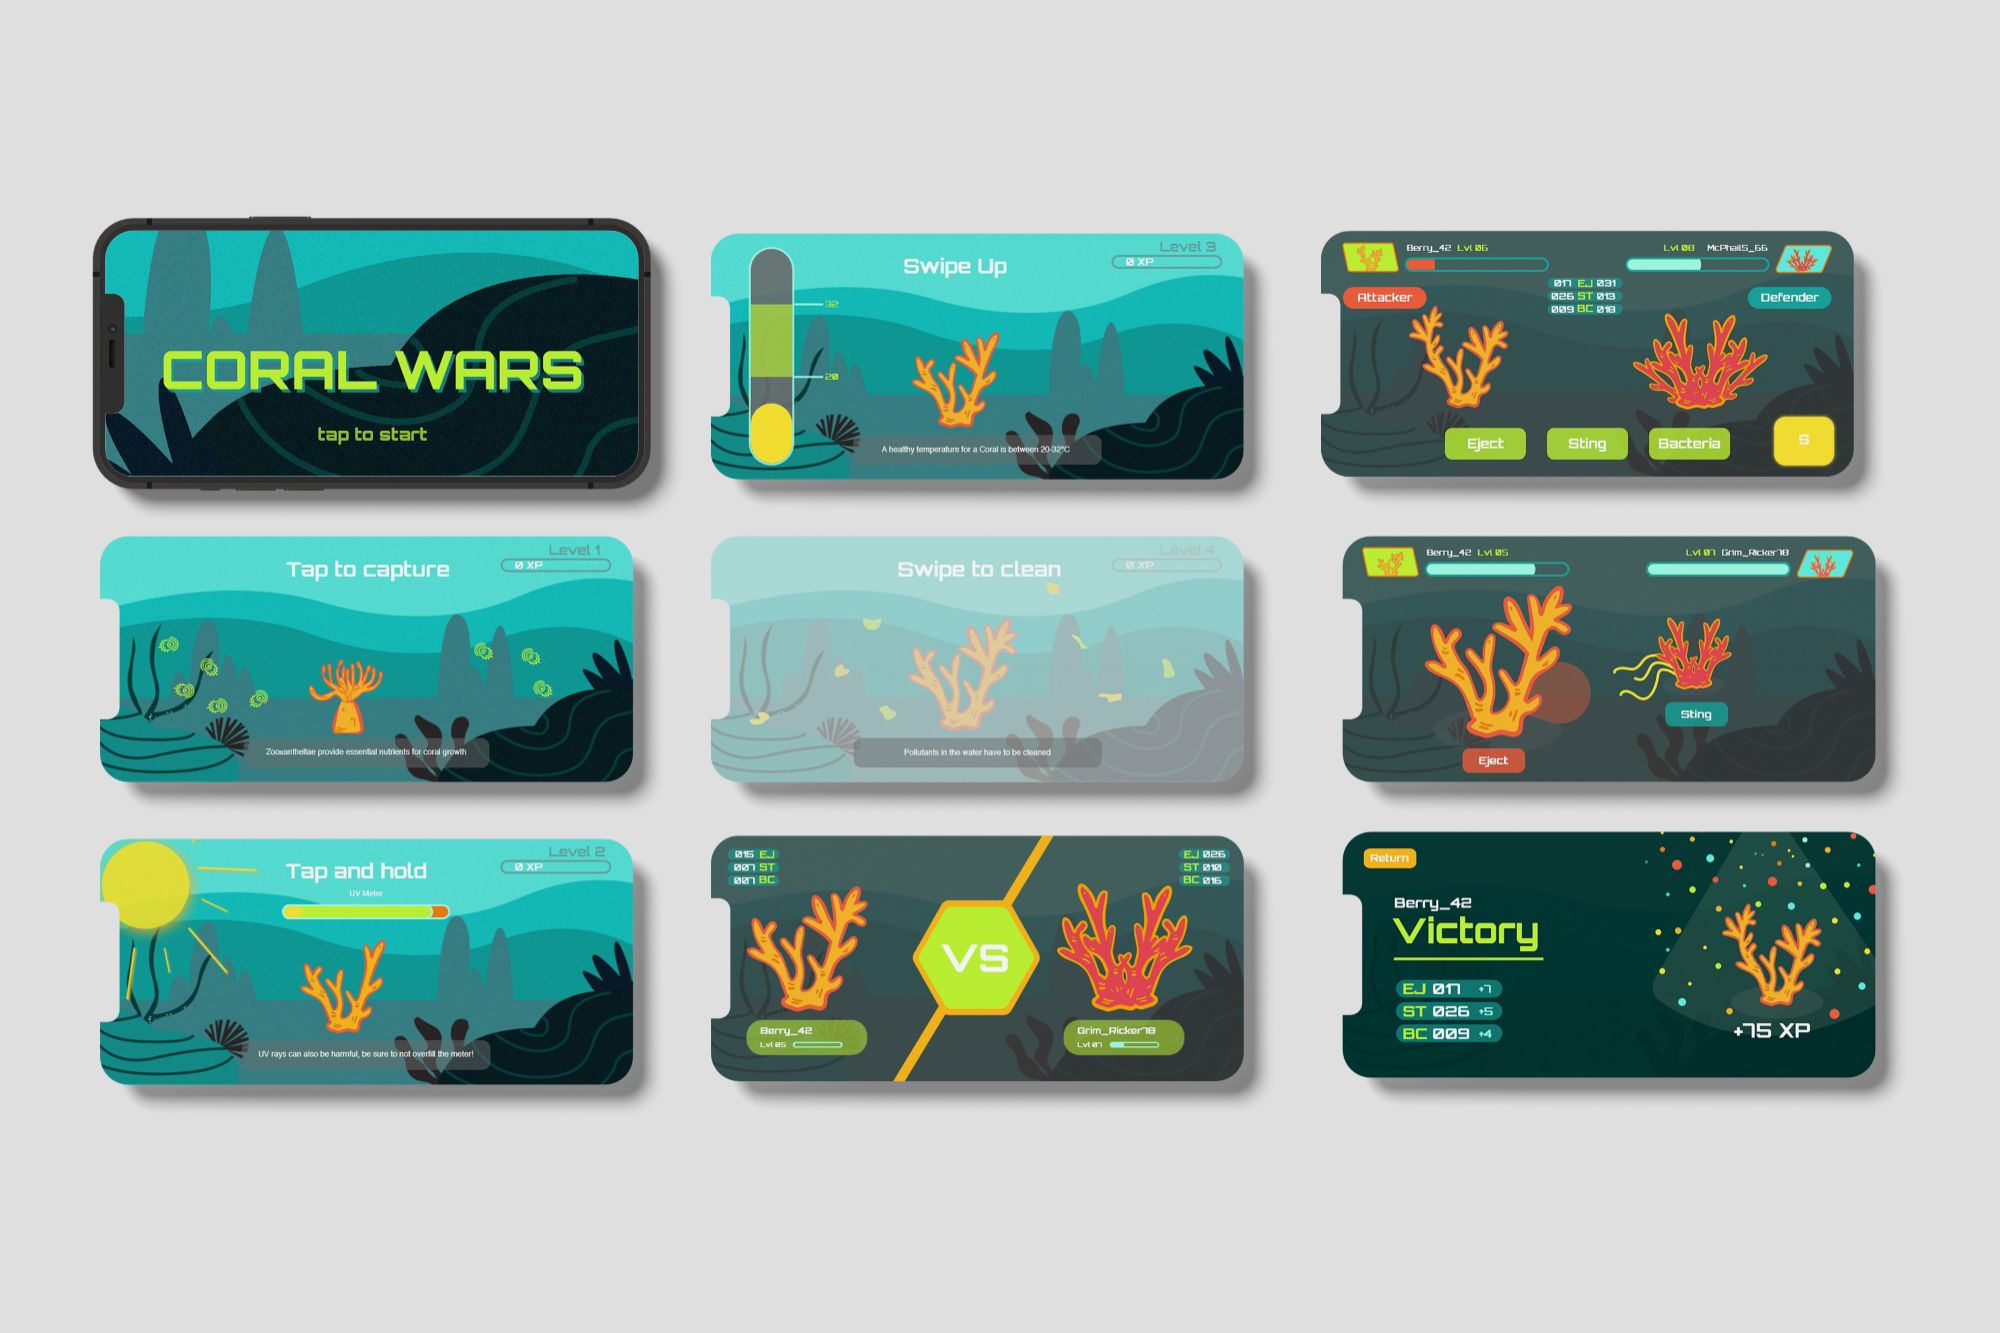 CORAL WARS
tap to start
Level 3
Swipe Up
0 XP
32
20
A healthy temperature for a Coral is between 20-32°C
Berry_42 Lvl 06
Lvl 08 McPhailS_66
011 EJ 031
026 ST 013
009 BC 018
Attacker
Defender
Eject
Sting
Bacteria
S
Level 1
Tap to capture
0 XP
Zooxanthellae provide essential nutrients for coral growth
Level 4
Swipe to clean
0 XP
Pollutants in the water have to be cleaned
Berry_42 Lvl 05
Lvl 07 Grim_Ricker78
Sting
Eject
Level 2
Tap and hold
0 XP
UV Meter
UV rays can also be harmful, be sure to not overfill the meter!
015 EJ
007 ST
007 BC
EJ 026
ST 010
BC 016
VS
Berry_42
Lvl 05
Grim_Ricker78
Lvl 07
Return
Berry_42
Victory
EJ 017 +7
ST 026 +5
BC 009 +4
+75 XP